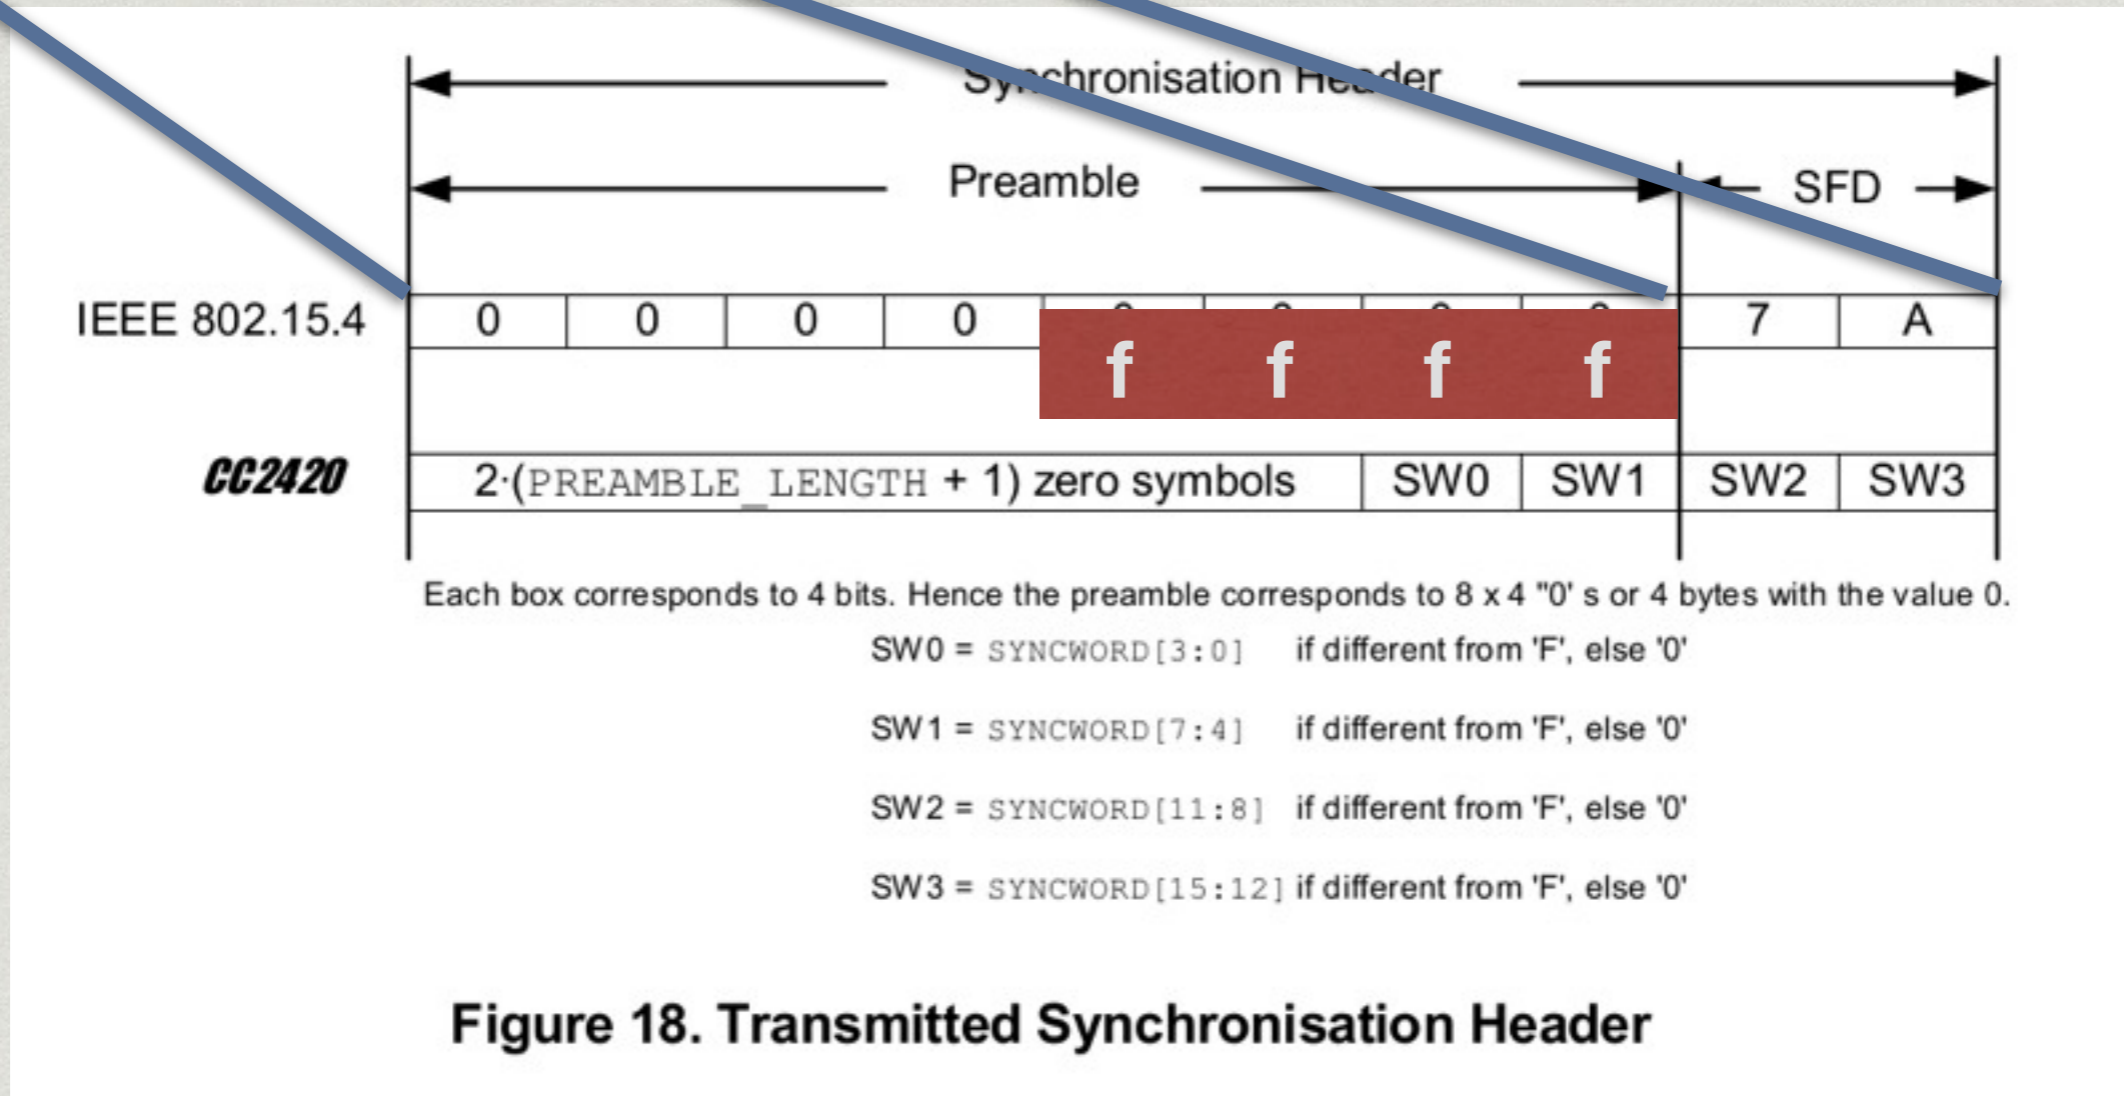 Synchronisation Header
Preamble SFD
IEEE 802.15.4 0 0 0 0 7 A
f f f f
CC2420 2·(PREAMBLE_LENGTH + 1) zero symbols SW0 SW1 SW2 SW3
Each box corresponds to 4 bits. Hence the preamble corresponds to 8 x 4 "0' s or 4 bytes with the value 0.
SW0 = SYNCWORD[3:0] if different from 'F', else '0'
SW1 = SYNCWORD[7:4] if different from 'F', else '0'
SW2 = SYNCWORD[11:8] if different from 'F', else '0'
SW3 = SYNCWORD[15:12] if different from 'F', else '0'
Figure 18. Transmitted Synchronisation Header